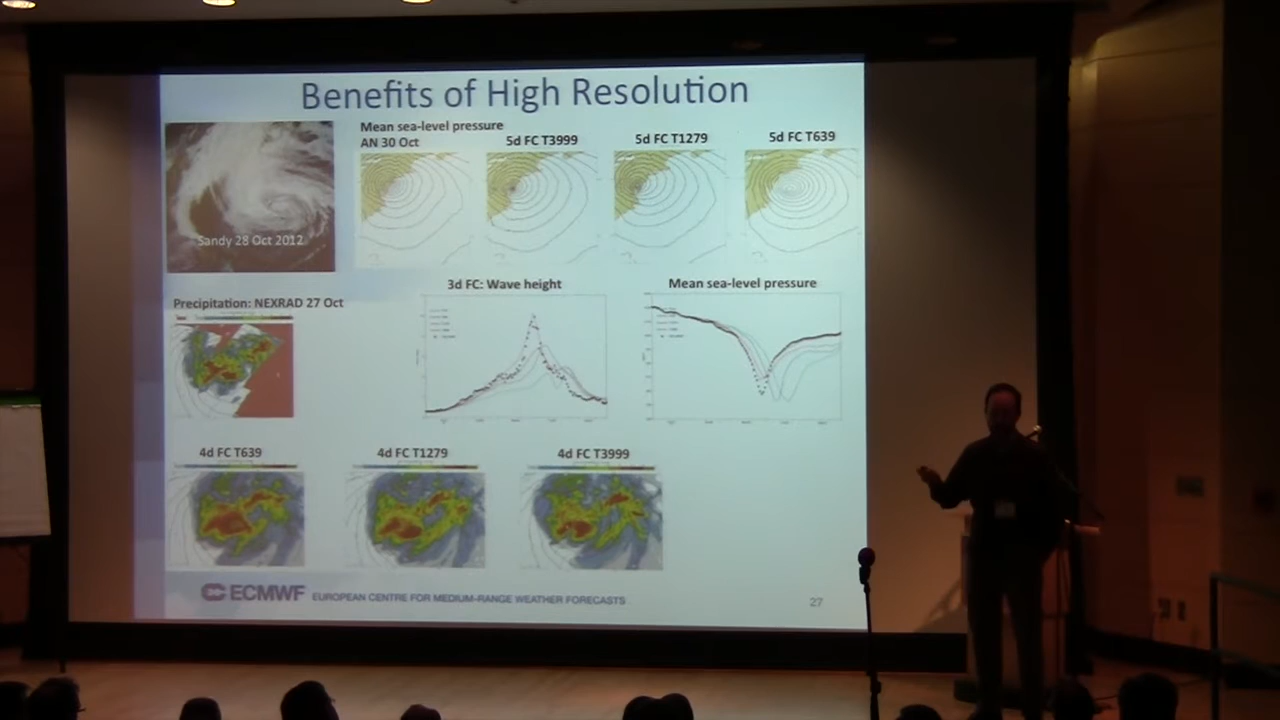 Benefits of High Resolution
Mean sea-level pressure
AN 30 Oct
5d FC T3999
5d FC T1279
5d FC T639
Sandy 28 Oct 2012
Precipitation: NEXRAD 27 Oct
3d FC: Wave height
Mean sea-level pressure
4d FC T639
4d FC T1279
4d FC T3999
ECMWF EUROPEAN CENTRE FOR MEDIUM-RANGE WEATHER FORECASTS
27